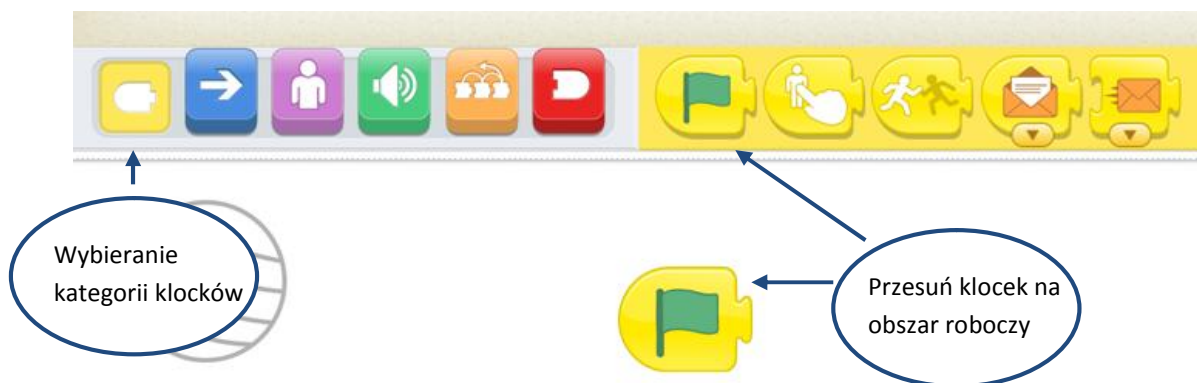 Wybieranie
kategorii klocków
Przesuń klocek na
obszar roboczy